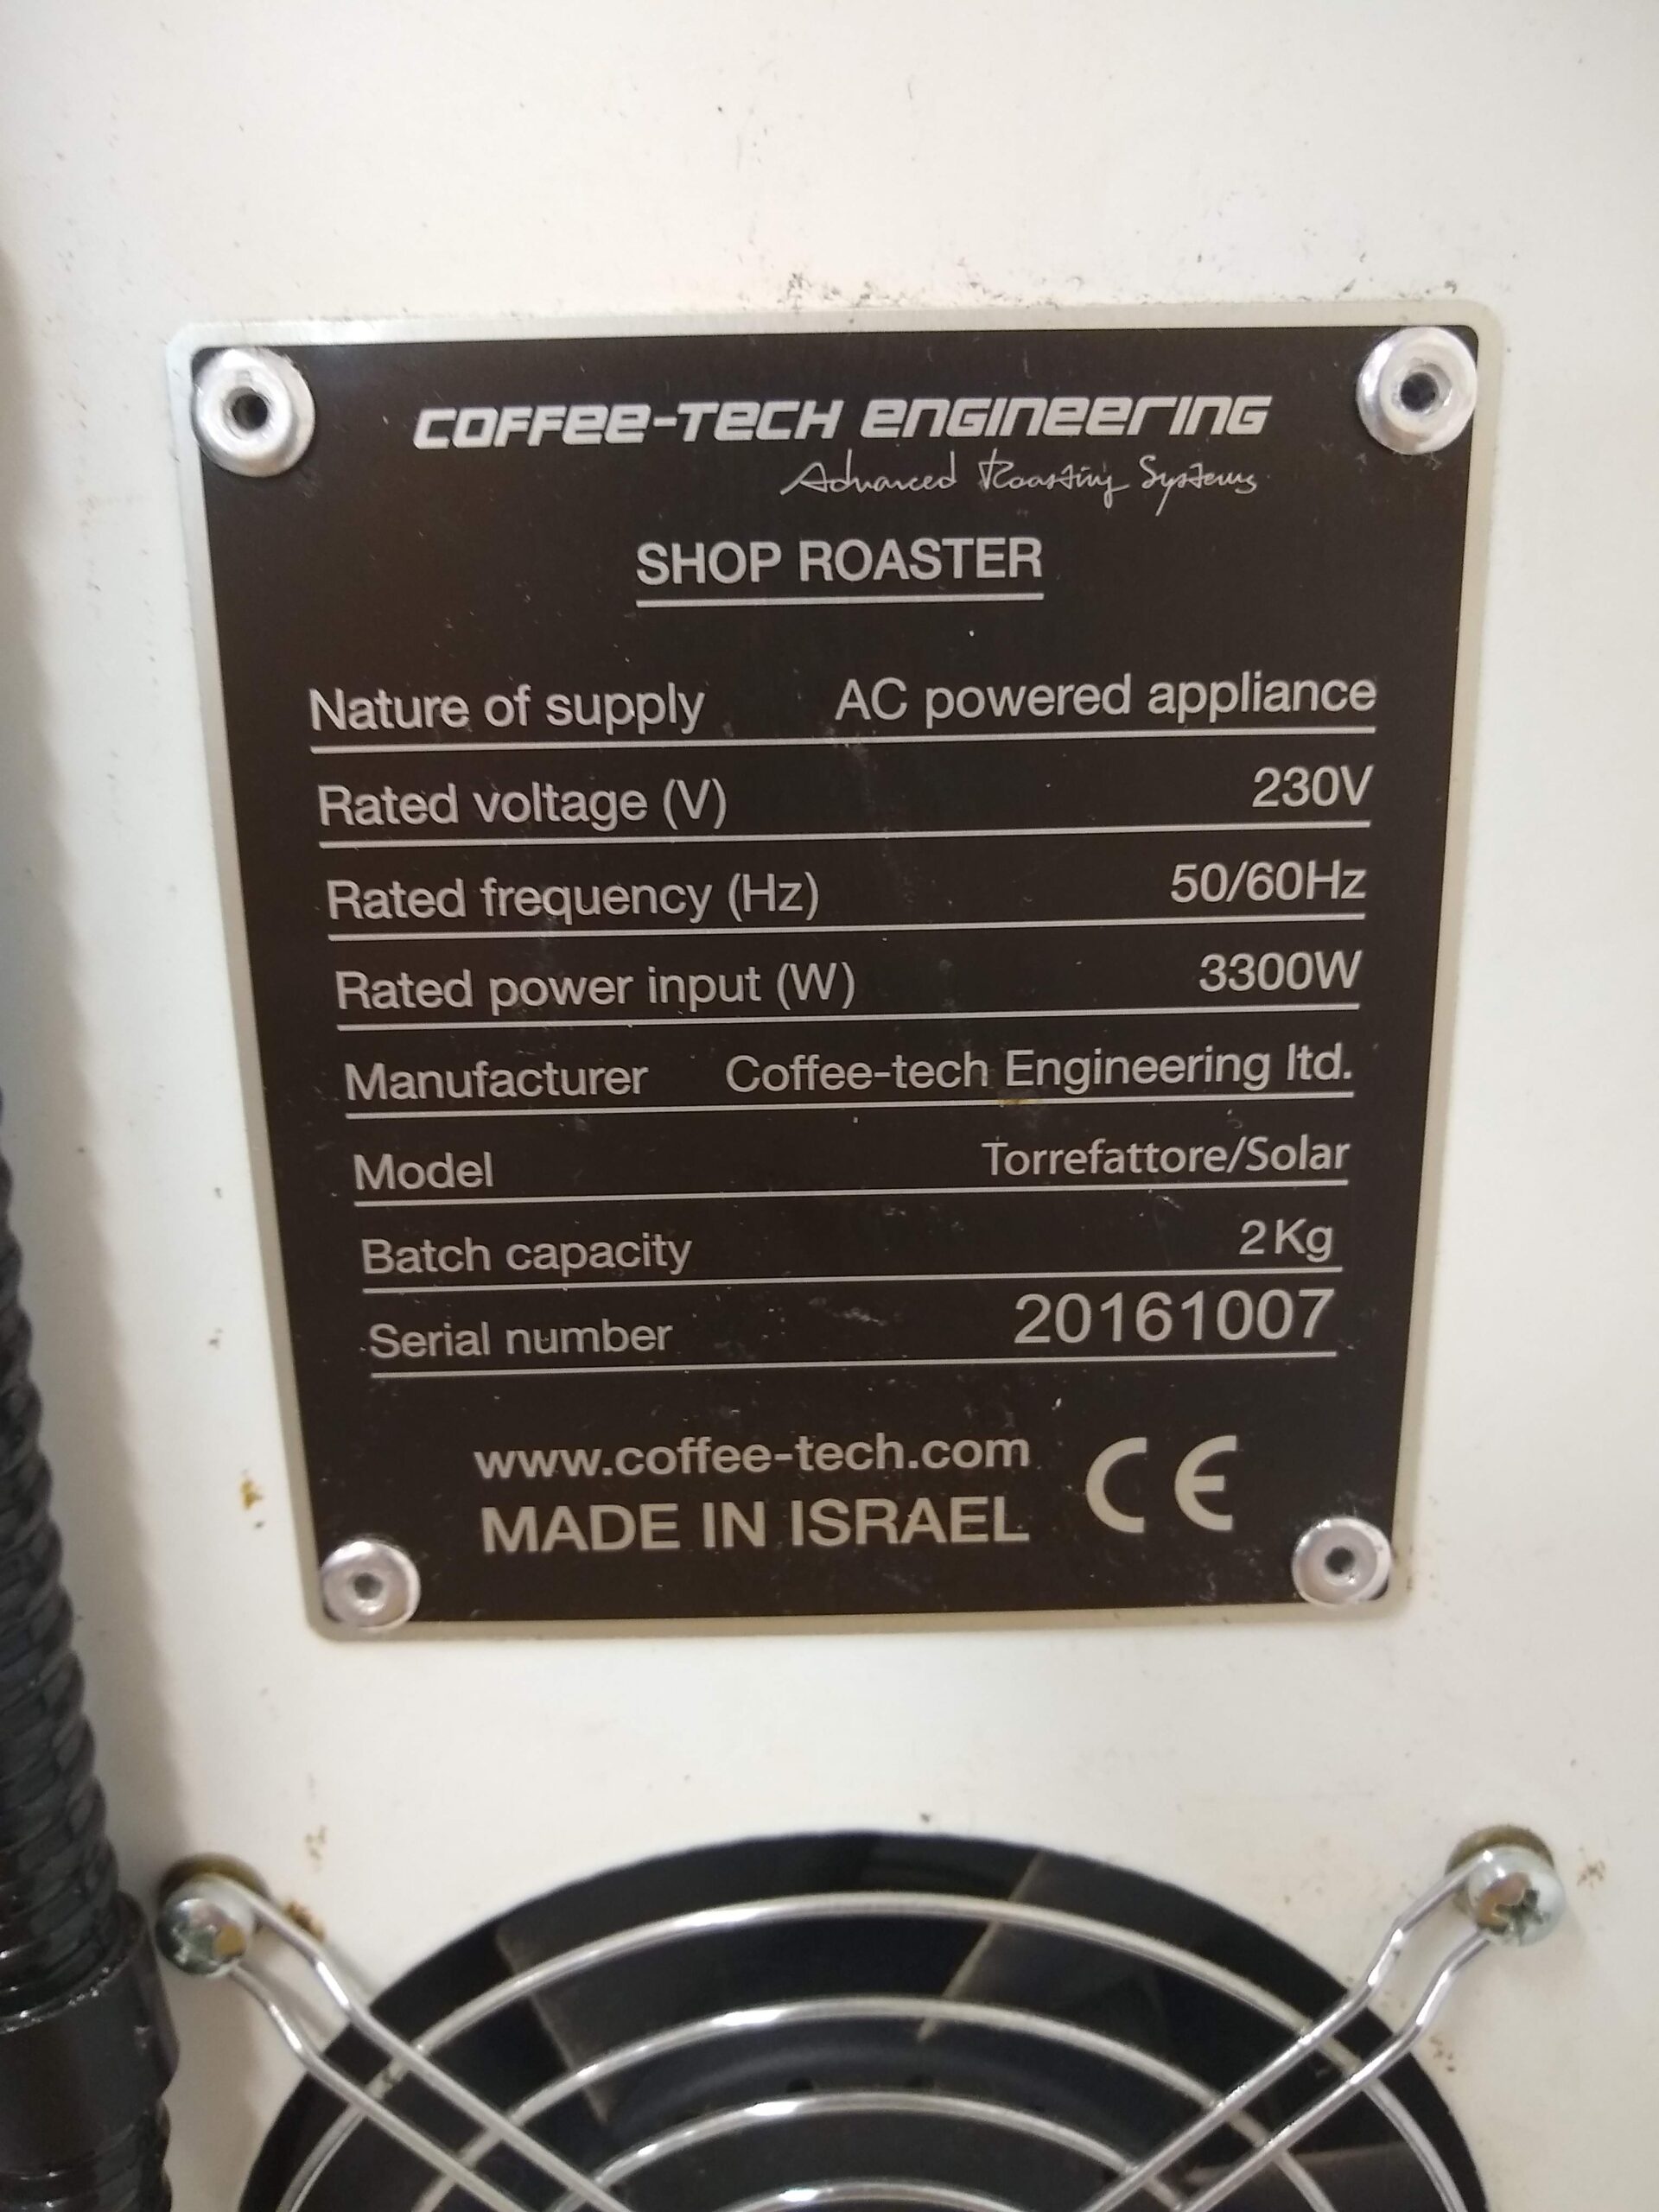 COFFEE-TECH ENGINEERING
Advanced Roasting Systems
SHOP ROASTER
Nature of supply AC powered appliance
Rated voltage (V) 230V
Rated frequency (Hz) 50/60Hz
Rated power input (W) 3300W
Manufacturer Coffee-tech Engineering ltd.
Model Torrefattore/Solar
Batch capacity 2Kg
Serial number 20161007
www.coffee-tech.com CE
MADE IN ISRAEL